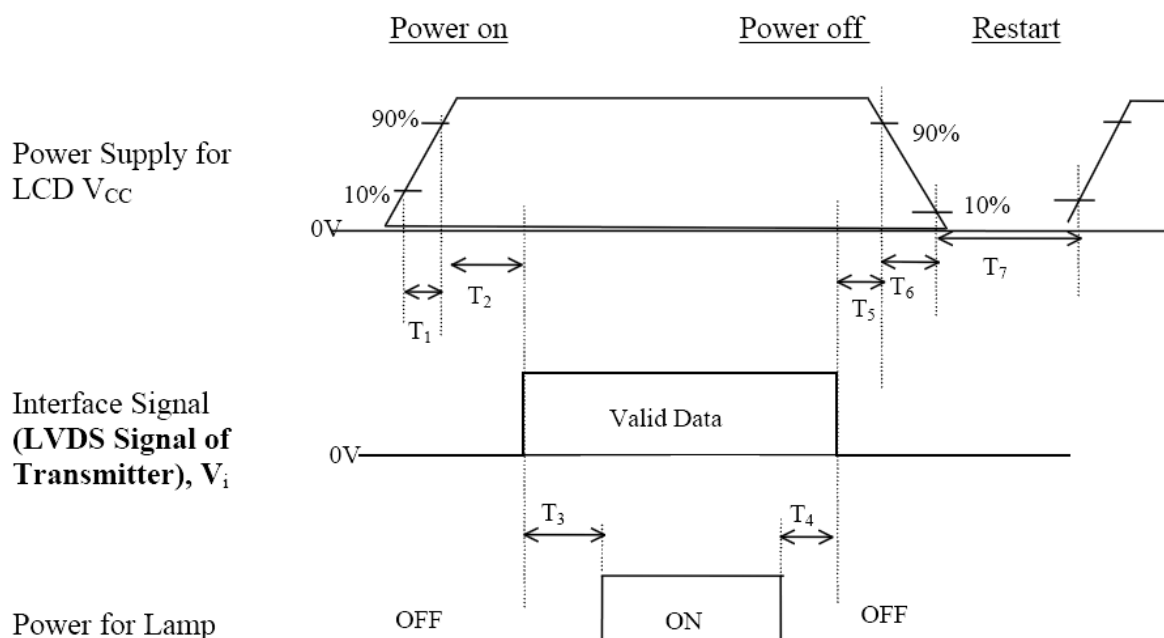 Power on
Power off
Restart
Power Supply for
LCD VCC
90%
10%
0V
90%
10%
T1
T2
T5
T6
T7
Interface Signal
(LVDS Signal of
Transmitter), Vi
0V
Valid Data
T3
T4
Power for Lamp
OFF
ON
OFF